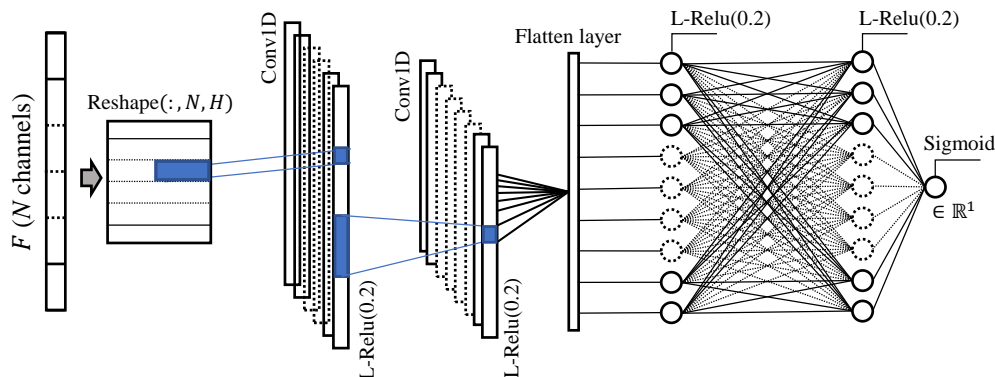 F (N channels)
Reshape(:, N, H)
Conv1D
L-Relu(0.2)
Conv1D
L-Relu(0.2)
Flatten layer
L-Relu(0.2)
L-Relu(0.2)
Sigmoid
∈ ℝ¹